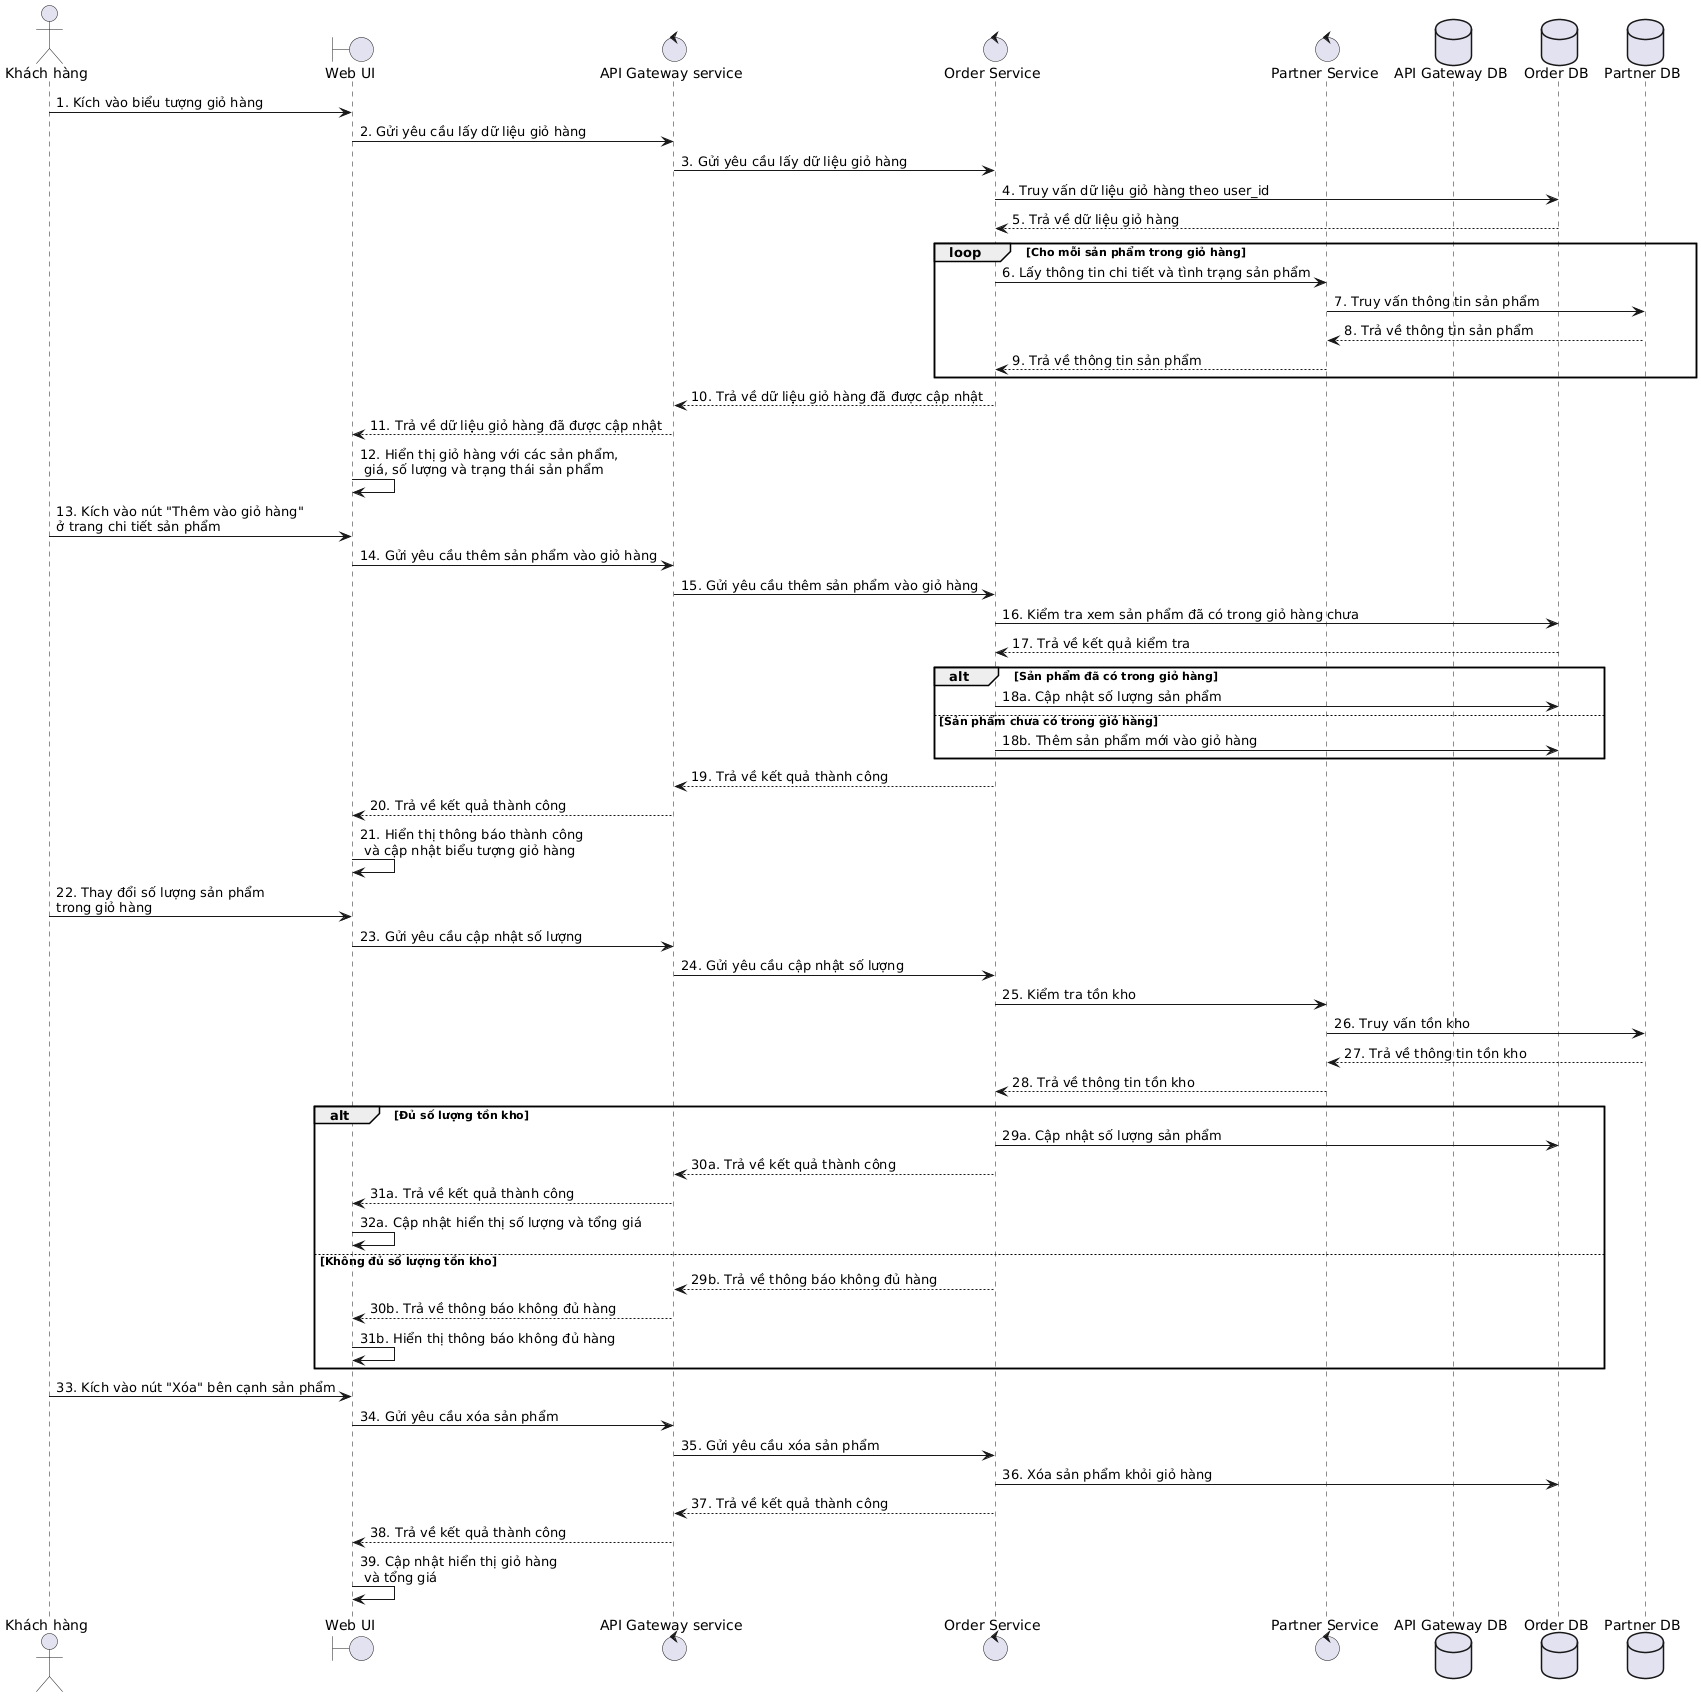 Khách hàng
Web UI
API Gateway service
Order Service
Partner Service
API Gateway DB
Order DB
Partner DB
1. Kích vào biểu tượng giỏ hàng
2. Gửi yêu cầu lấy dữ liệu giỏ hàng
3. Gửi yêu cầu lấy dữ liệu giỏ hàng
4. Truy vấn dữ liệu giỏ hàng theo user_id
5. Trả về dữ liệu giỏ hàng
loop
[Cho mỗi sản phẩm trong giỏ hàng]
6. Lấy thông tin chi tiết và tình trạng sản phẩm
7. Truy vấn thông tin sản phẩm
8. Trả về thông tin sản phẩm
9. Trả về thông tin sản phẩm
10. Trả về dữ liệu giỏ hàng đã được cập nhật
11. Trả về dữ liệu giỏ hàng đã được cập nhật
12. Hiển thị giỏ hàng với các sản phẩm,
giá, số lượng và trạng thái sản phẩm
13. Kích vào nút "Thêm vào giỏ hàng"
ở trang chi tiết sản phẩm
14. Gửi yêu cầu thêm sản phẩm vào giỏ hàng
15. Gửi yêu cầu thêm sản phẩm vào giỏ hàng
16. Kiểm tra xem sản phẩm đã có trong giỏ hàng chưa
17. Trả về kết quả kiểm tra
alt
[Sản phẩm đã có trong giỏ hàng]
18a. Cập nhật số lượng sản phẩm
[Sản phẩm chưa có trong giỏ hàng]
18b. Thêm sản phẩm mới vào giỏ hàng
19. Trả về kết quả thành công
20. Trả về kết quả thành công
21. Hiển thị thông báo thành công
và cập nhật biểu tượng giỏ hàng
22. Thay đổi số lượng sản phẩm
trong giỏ hàng
23. Gửi yêu cầu cập nhật số lượng
24. Gửi yêu cầu cập nhật số lượng
25. Kiểm tra tồn kho
26. Truy vấn tồn kho
27. Trả về thông tin tồn kho
28. Trả về thông tin tồn kho
alt
[Đủ số lượng tồn kho]
29a. Cập nhật số lượng sản phẩm
30a. Trả về kết quả thành công
31a. Trả về kết quả thành công
32a. Cập nhật hiển thị số lượng và tổng giá
[Không đủ số lượng tồn kho]
29b. Trả về thông báo không đủ hàng
30b. Trả về thông báo không đủ hàng
31b. Hiển thị thông báo không đủ hàng
33. Kích vào nút "Xóa" bên cạnh sản phẩm
34. Gửi yêu cầu xóa sản phẩm
35. Gửi yêu cầu xóa sản phẩm
36. Xóa sản phẩm khỏi giỏ hàng
37. Trả về kết quả thành công
38. Trả về kết quả thành công
39. Cập nhật hiển thị giỏ hàng
và tổng giá
Khách hàng
Web UI
API Gateway service
Order Service
Partner Service
API Gateway DB
Order DB
Partner DB